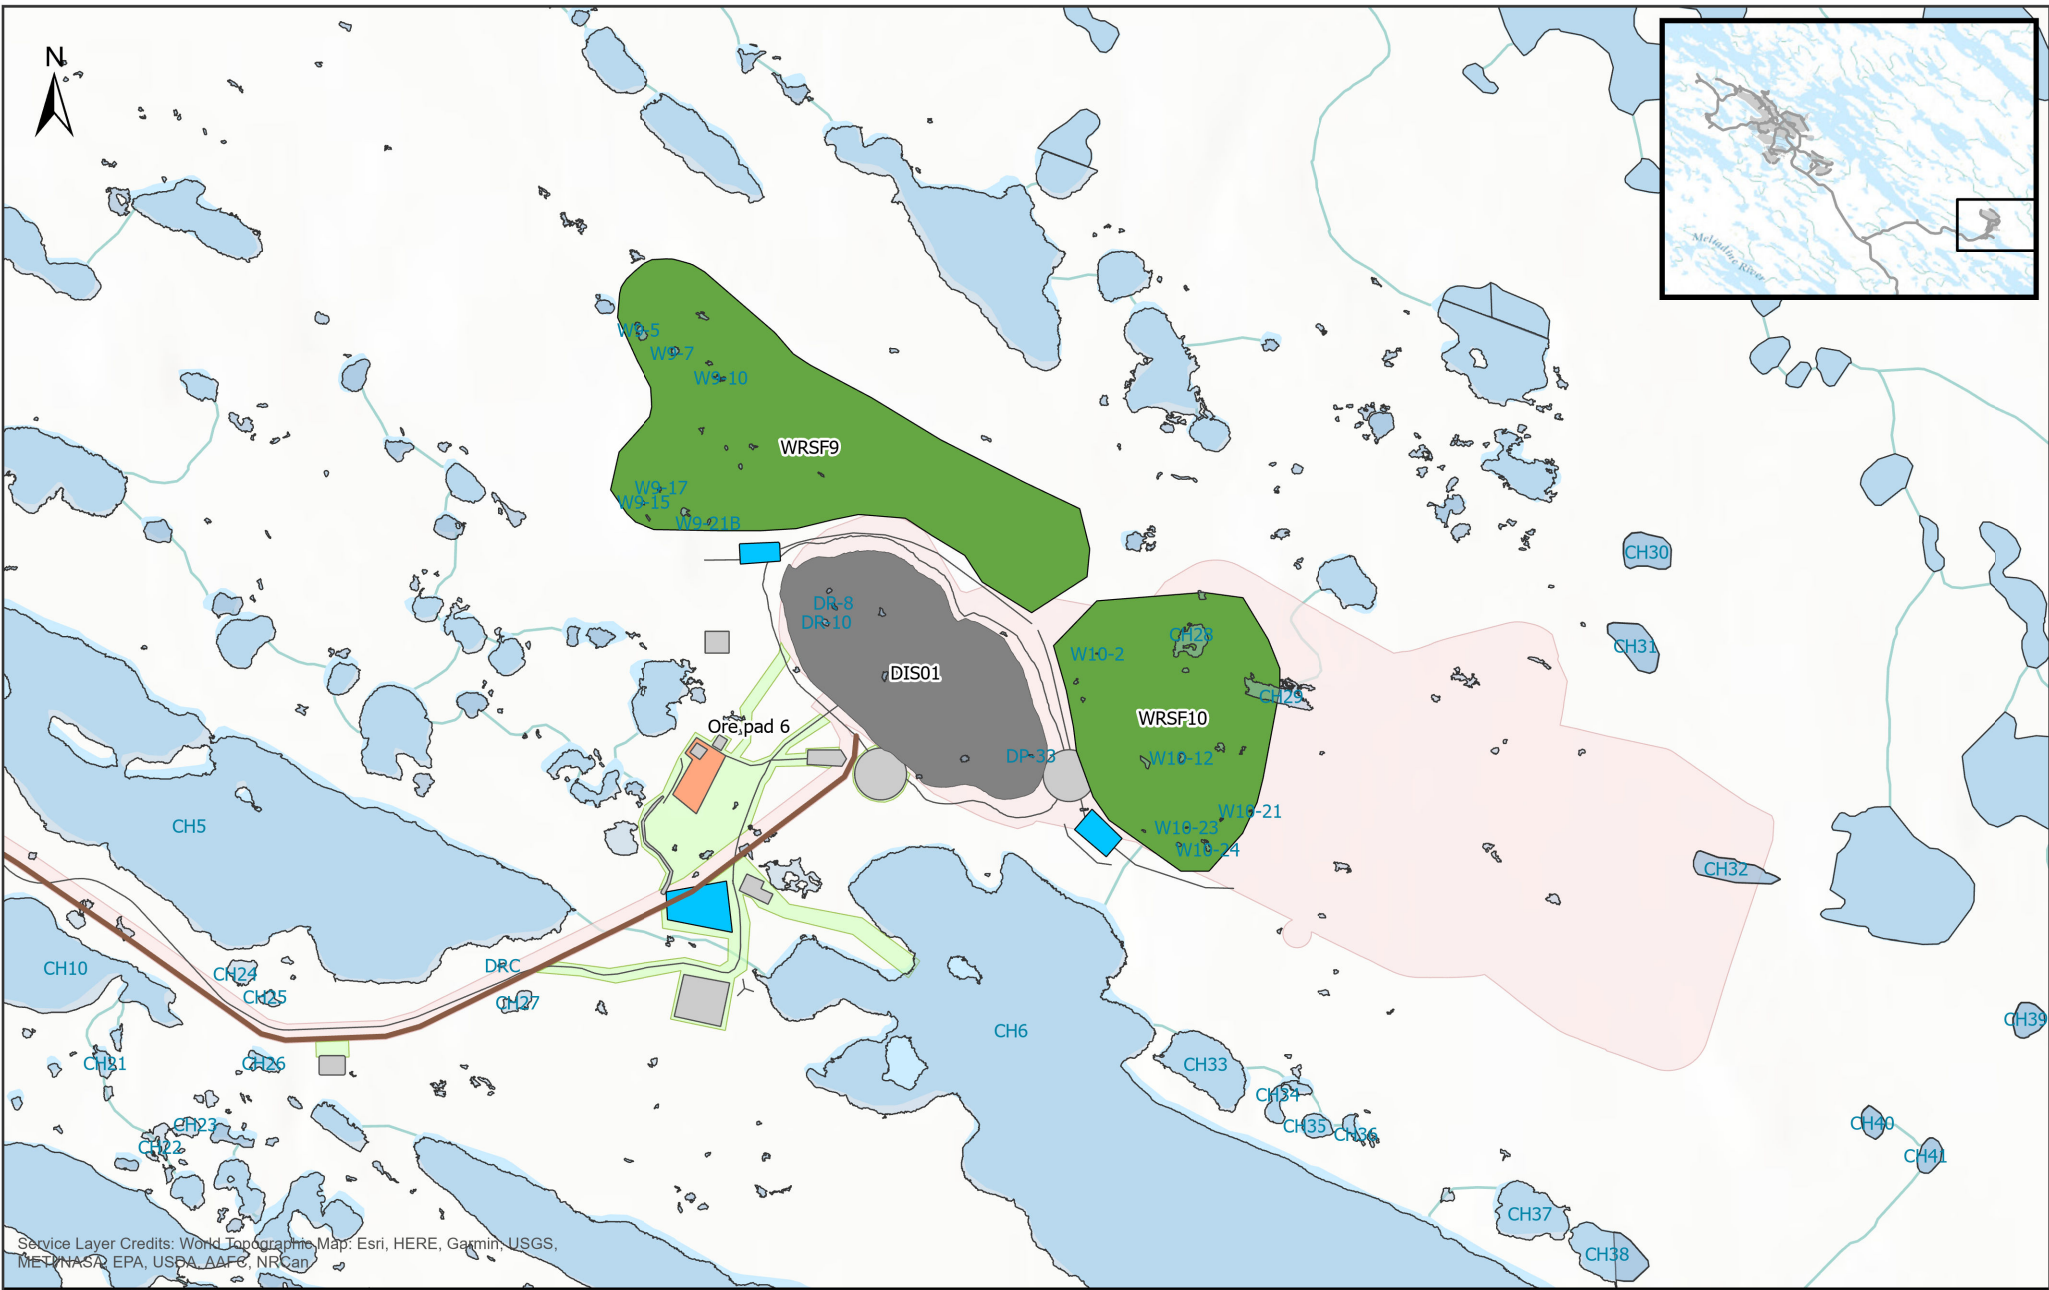 N
Meliadine River
W9-5
W9-7
W9-10
WRSF9
W9-17
W9-15
W9-21B
CH30
DP-8
DP-10
CH28
CH31
W10-2
DIS01
CH29
WRSF10
Ore pad 6
DP-33
W10-12
W10-21
CH5
W10-23
W10-24
CH32
DRC
CH10
CH24
CH25
CH27
CH39
CH6
CH21
CH26
CH33
CH34
CH23
CH35
CH36
CH40
CH22
CH41
CH37
CH38
Service Layer Credits: World Topographic Map: Esri, HERE, Garmin, USGS,
METI/NASA, EPA, USDA, AAFC, NRCan